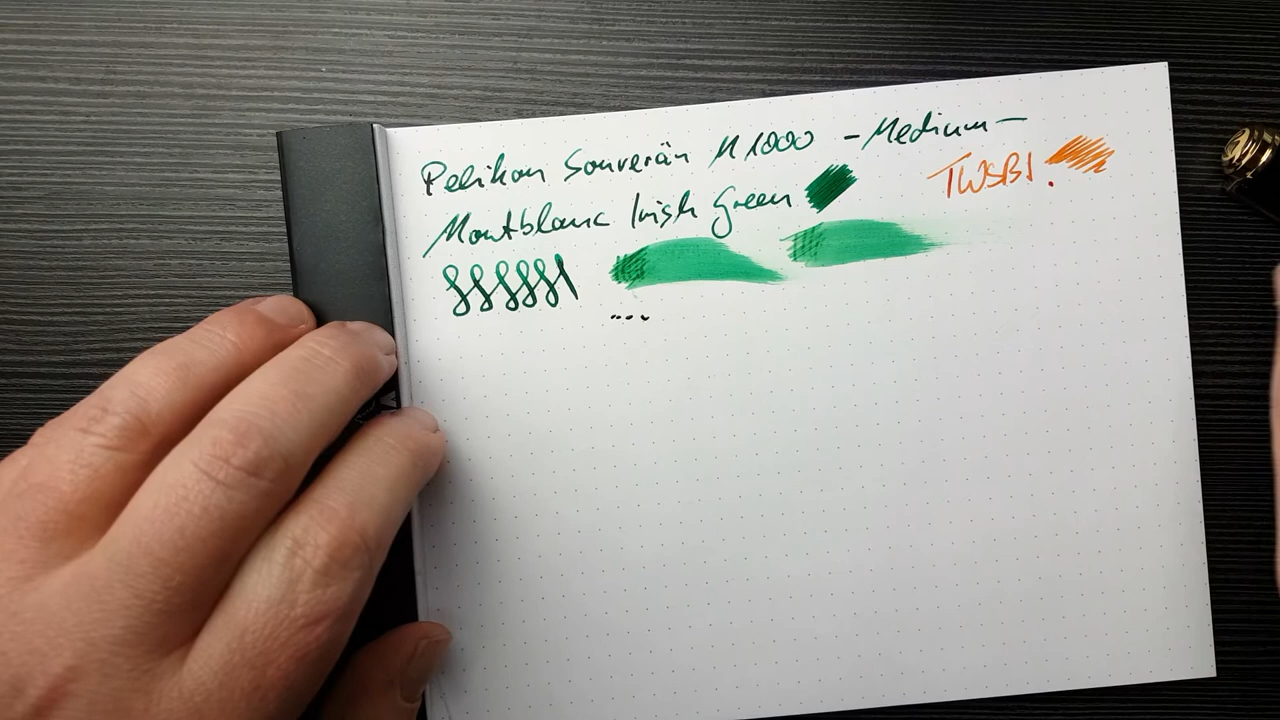 Pelikan Souverän M1000 - Medium -
TWSBI.
Montblanc Irish Green
...